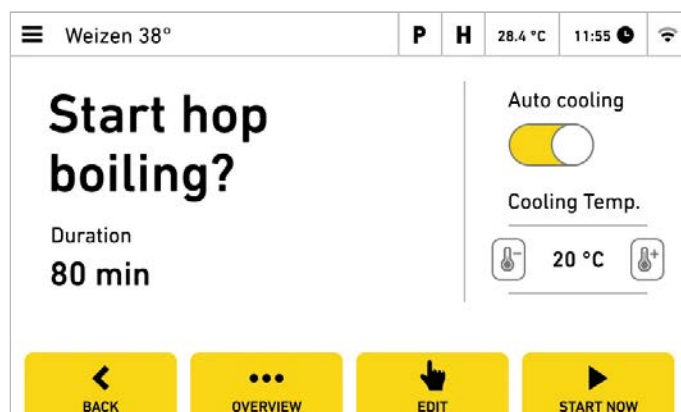 Weizen 38° P H 28.4 °C 11:55
Start hop
boiling?
Duration
80 min
Auto cooling
Cooling Temp.
20 °C
BACK OVERVIEW EDIT START NOW